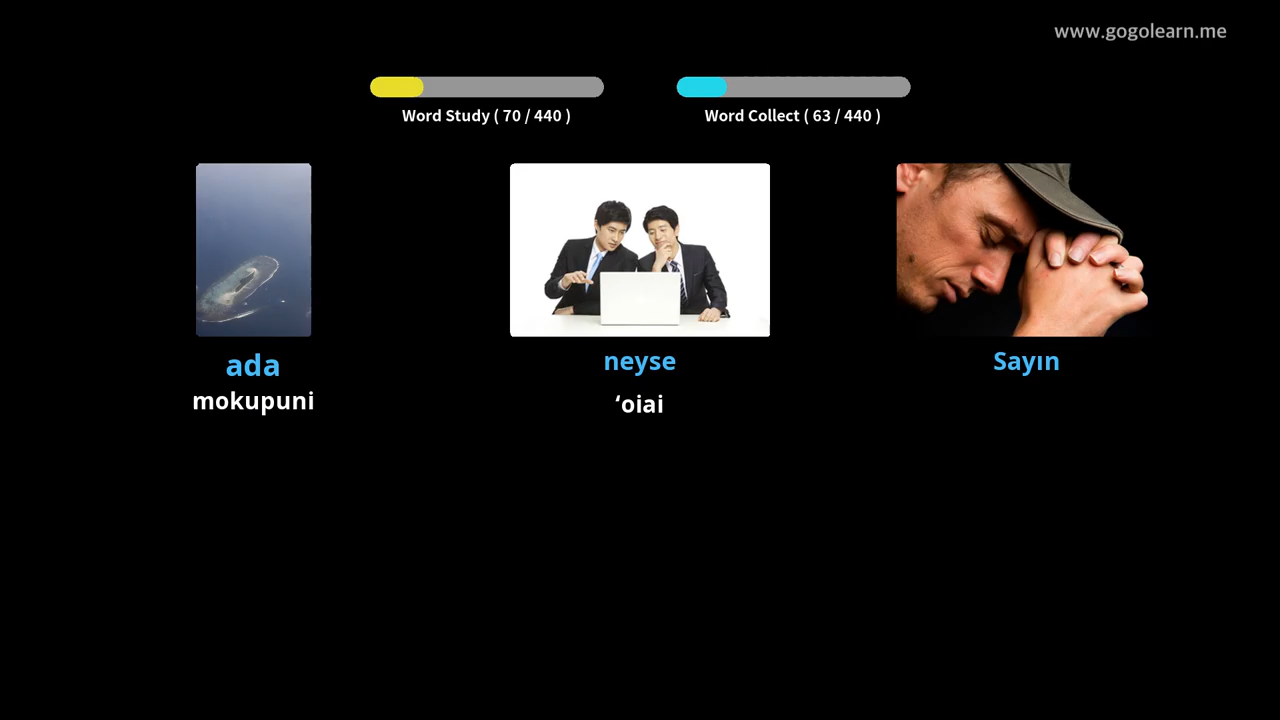 www.gogolearn.me
Word Study ( 70 / 440 )
Word Collect ( 63 / 440 )
ada
mokupuni
neyse
ʻoiai
Sayın